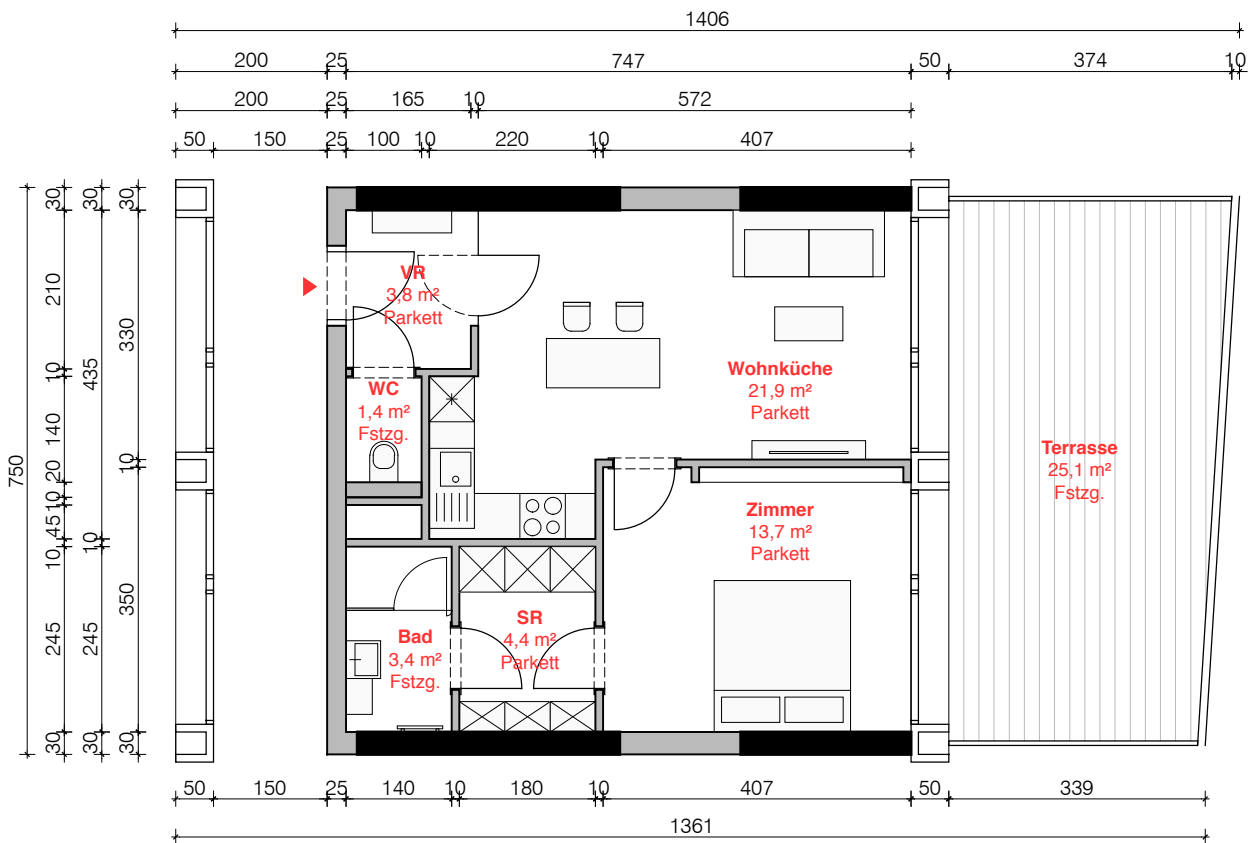 1406
200 25 747 50 374 10
200 25 165 10 572
50 150 25 100 10 220 10 407
750
30 210 10 140 20 10 45 10 245 30
30 435 10 245 30
30 330 10 350 30
VR
3,8 m²
Parkett
WC
1,4 m²
Fstzg.
Wohnküche
21,9 m²
Parkett
Terrasse
25,1 m²
Fstzg.
Zimmer
13,7 m²
Parkett
SR
4,4 m²
Parkett
Bad
3,4 m²
Fstzg.
50 150 25 140 10 180 10 407 50 339
1361